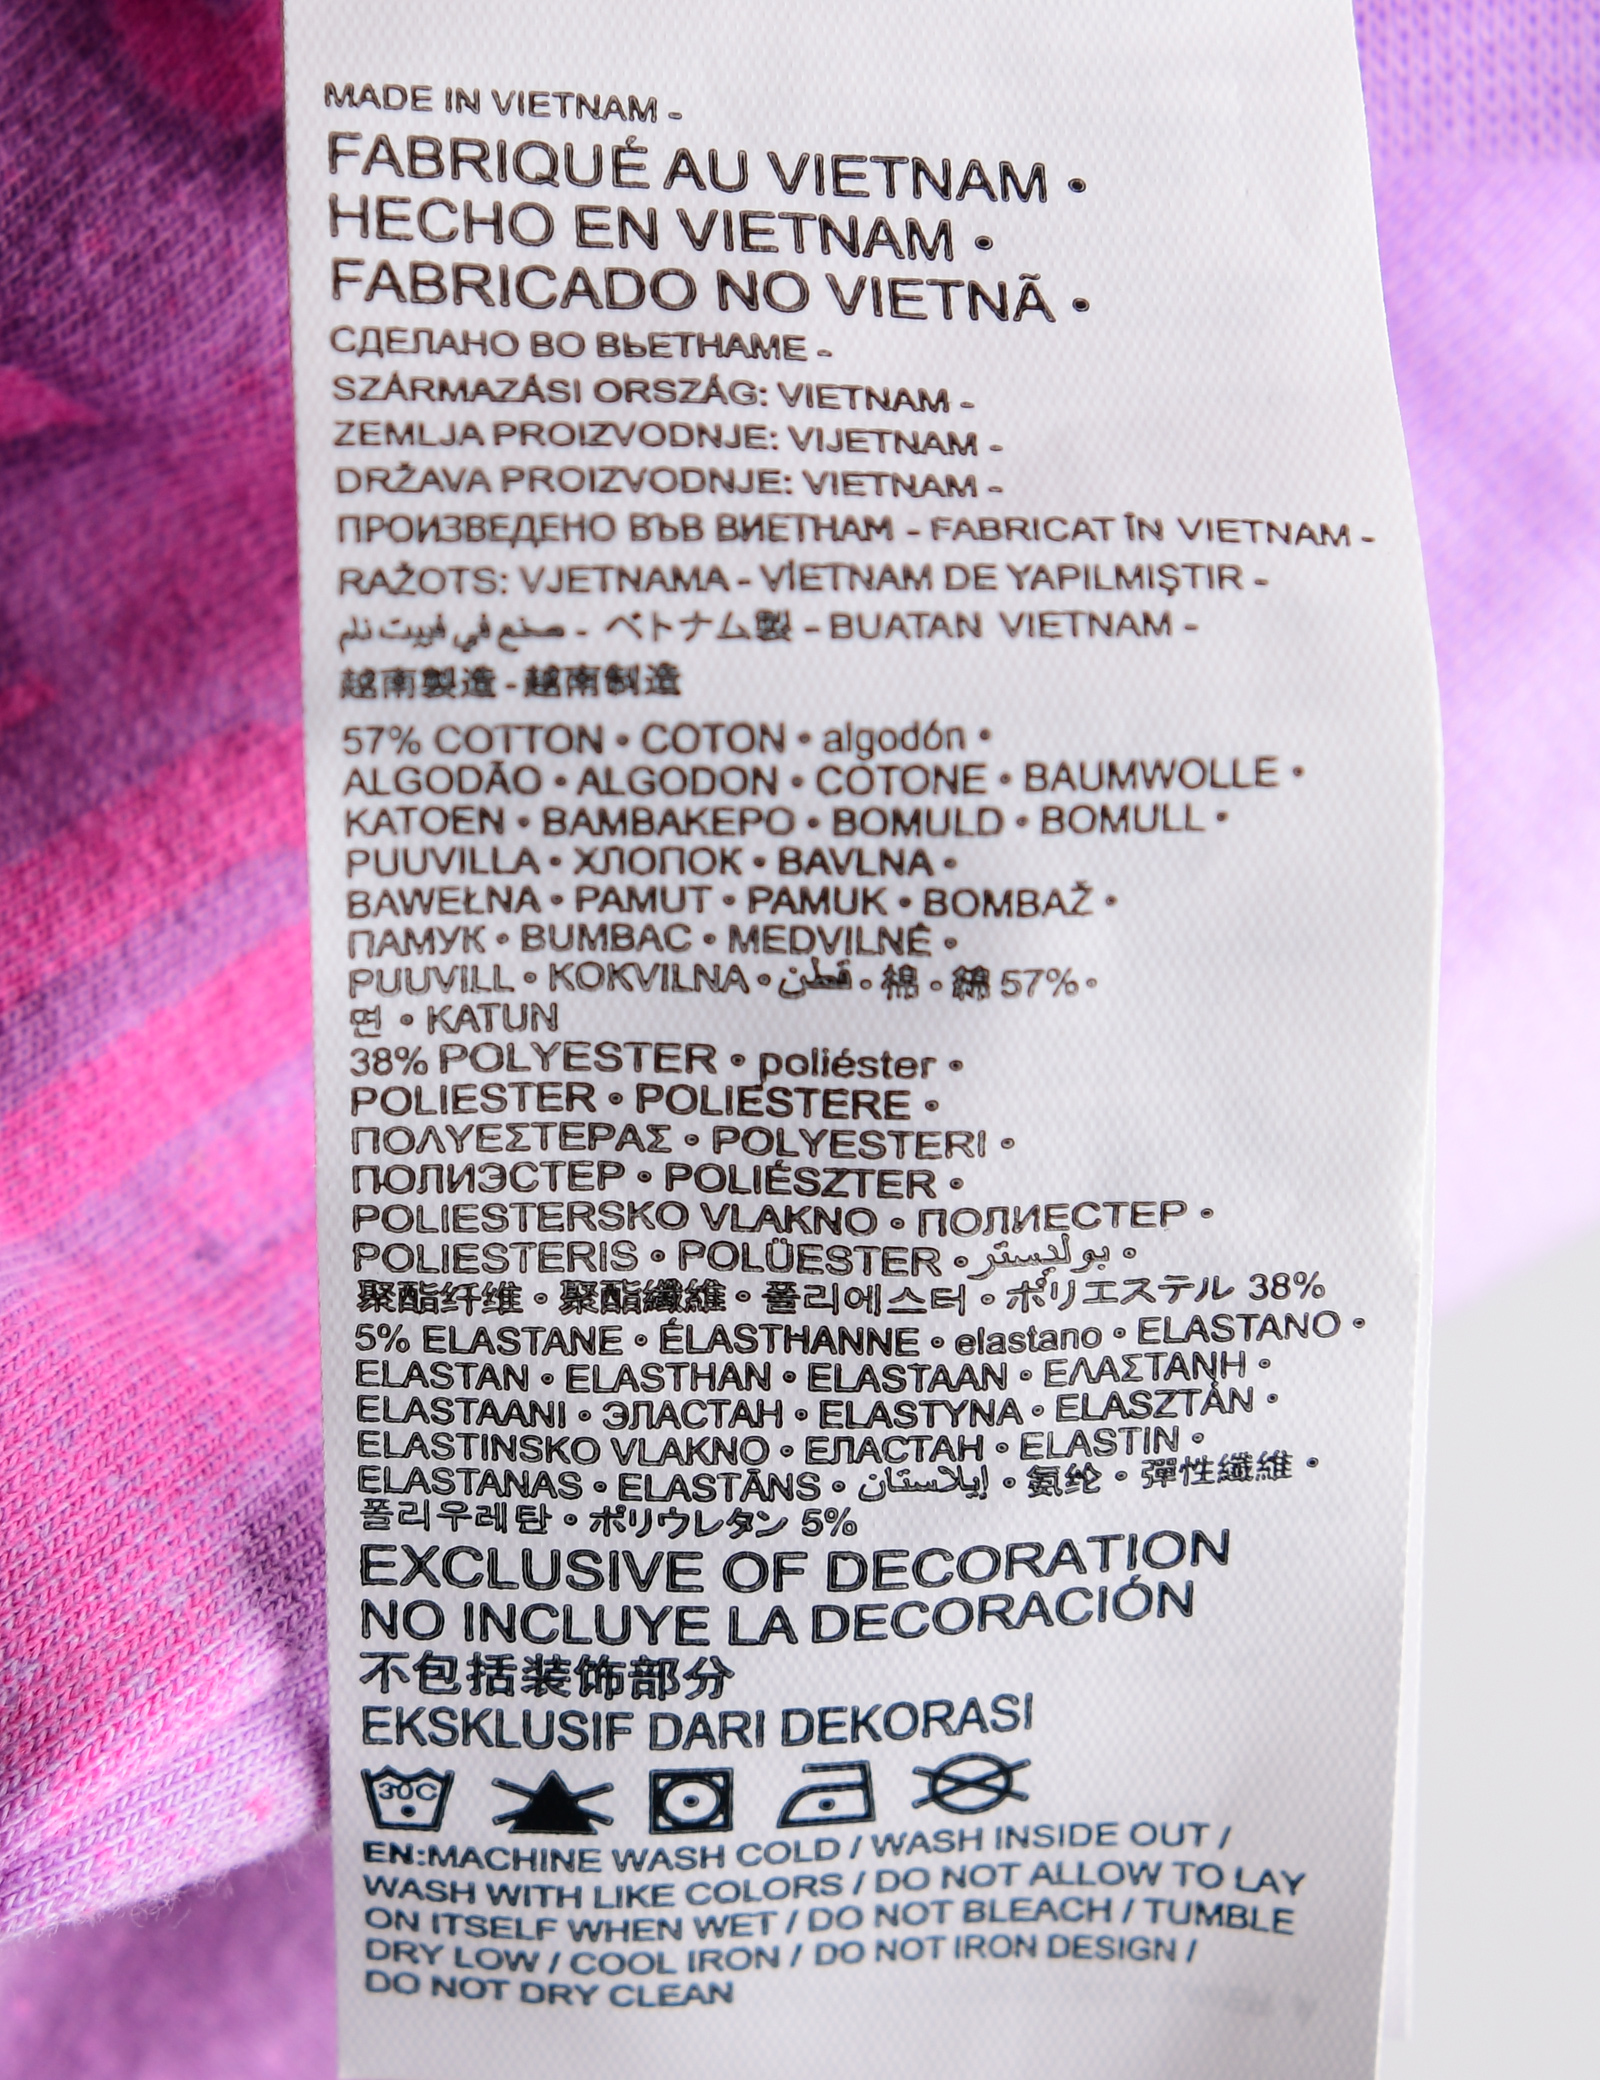 MADE IN VIETNAM -
FABRIQUÉ AU VIETNAM •
HECHO EN VIETNAM •
FABRICADO NO VIETNÃ •
СДЕЛАНО ВО ВЬЕТНАМЕ -
SZÁRMAZÁSI ORSZÁG: VIETNAM -
ZEMLJA PROIZVODNJE: VIJETNAM -
DRŽAVA PROIZVODNJE: VIETNAM -
ПРОИЗВЕДЕНО ВЪВ ВИЕТНАМ - FABRICAT ÎN VIETNAM -
RAŽOTS: VJETNAMA - VİETNAM DE YAPILMIŞTIR -
صنع في فييت نام - ベトナム製 - BUATAN VIETNAM -
越南製造 - 越南制造
57% COTTON • COTON • algodón •
ALGODÃO • ALGODON • COTONE • BAUMWOLLE •
KATOEN • ΒΑΜΒΑΚΕΡΟ • BOMULD • BOMULL •
PUUVILLA • ХЛОПОК • BAVLNA •
BAWEŁNA • PAMUT • PAMUK • BOMBAŽ •
ПАМУК • BUMBAC • MEDVILNĖ •
PUUVILL • KOKVILNA • قطن • 棉 • 綿 57% •
면 • KATUN
38% POLYESTER • poliéster •
POLIESTER • POLIESTERE •
ΠΟΛΥΕΣΤΕΡΑΣ • POLYESTERI •
ПОЛИЭСТЕР • POLIÉSZTER •
POLIESTERSKO VLAKNO • ПОЛИЕСТЕР •
POLIESTERIS • POLÜESTER • بوليستر •
聚酯纤维 • 聚酯纖維 • 폴리에스터 • ポリエステル 38%
5% ELASTANE • ÉLASTHANNE • elastano • ELASTANO •
ELASTAN • ELASTHAN • ELASTAAN • ΕΛΑΣΤΑΝΗ •
ELASTAANI • ЭЛАСТАН • ELASTYNA • ELASZTÁN •
ELASTINSKO VLAKNO • ЕЛАСТАН • ELASTIN •
ELASTANAS • ELASTĀNS • إيلاستان • 氨纶 • 彈性纖維 •
폴리우레탄 • ポリウレタン 5%
EXCLUSIVE OF DECORATION
NO INCLUYE LA DECORACIÓN
不包括装饰部分
EKSKLUSIF DARI DEKORASI
30C
EN:MACHINE WASH COLD / WASH INSIDE OUT /
WASH WITH LIKE COLORS / DO NOT ALLOW TO LAY
ON ITSELF WHEN WET / DO NOT BLEACH / TUMBLE
DRY LOW / COOL IRON / DO NOT IRON DESIGN /
DO NOT DRY CLEAN